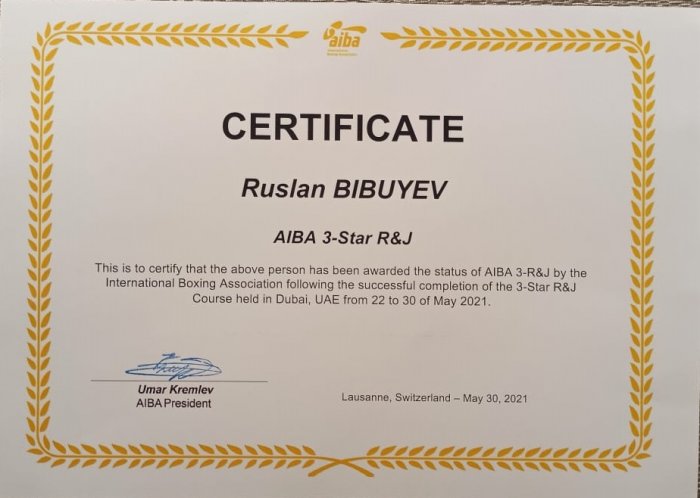 aiba
CERTIFICATE
Ruslan BIBUYEV
AIBA 3-Star R&J
This is to certify that the above person has been awarded the status of AIBA 3-R&J by the
International Boxing Association following the successful completion of the 3-Star R&J
Course held in Dubai, UAE from 22 to 30 of May 2021.
Umar Kremlev
AIBA President
Lausanne, Switzerland – May 30, 2021